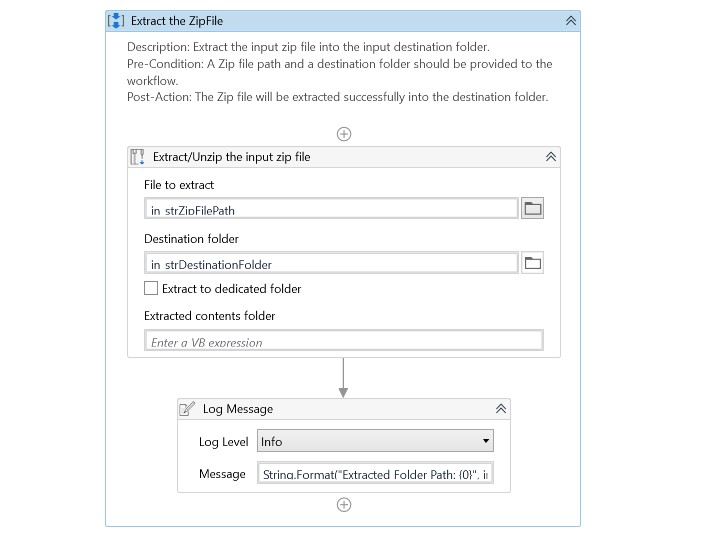 Extract the ZipFile
Description: Extract the input zip file into the input destination folder.
Pre-Condition: A Zip file path and a destination folder should be provided to the
workflow.
Post-Action: The Zip file will be extracted successfully into the destination folder.
Extract/Unzip the input zip file
File to extract
in_strZipFilePath
Destination folder
in_strDestinationFolder
Extract to dedicated folder
Extracted contents folder
Enter a VB expression
Log Message
Log Level Info
Message String.Format("Extracted Folder Path: {0}", i